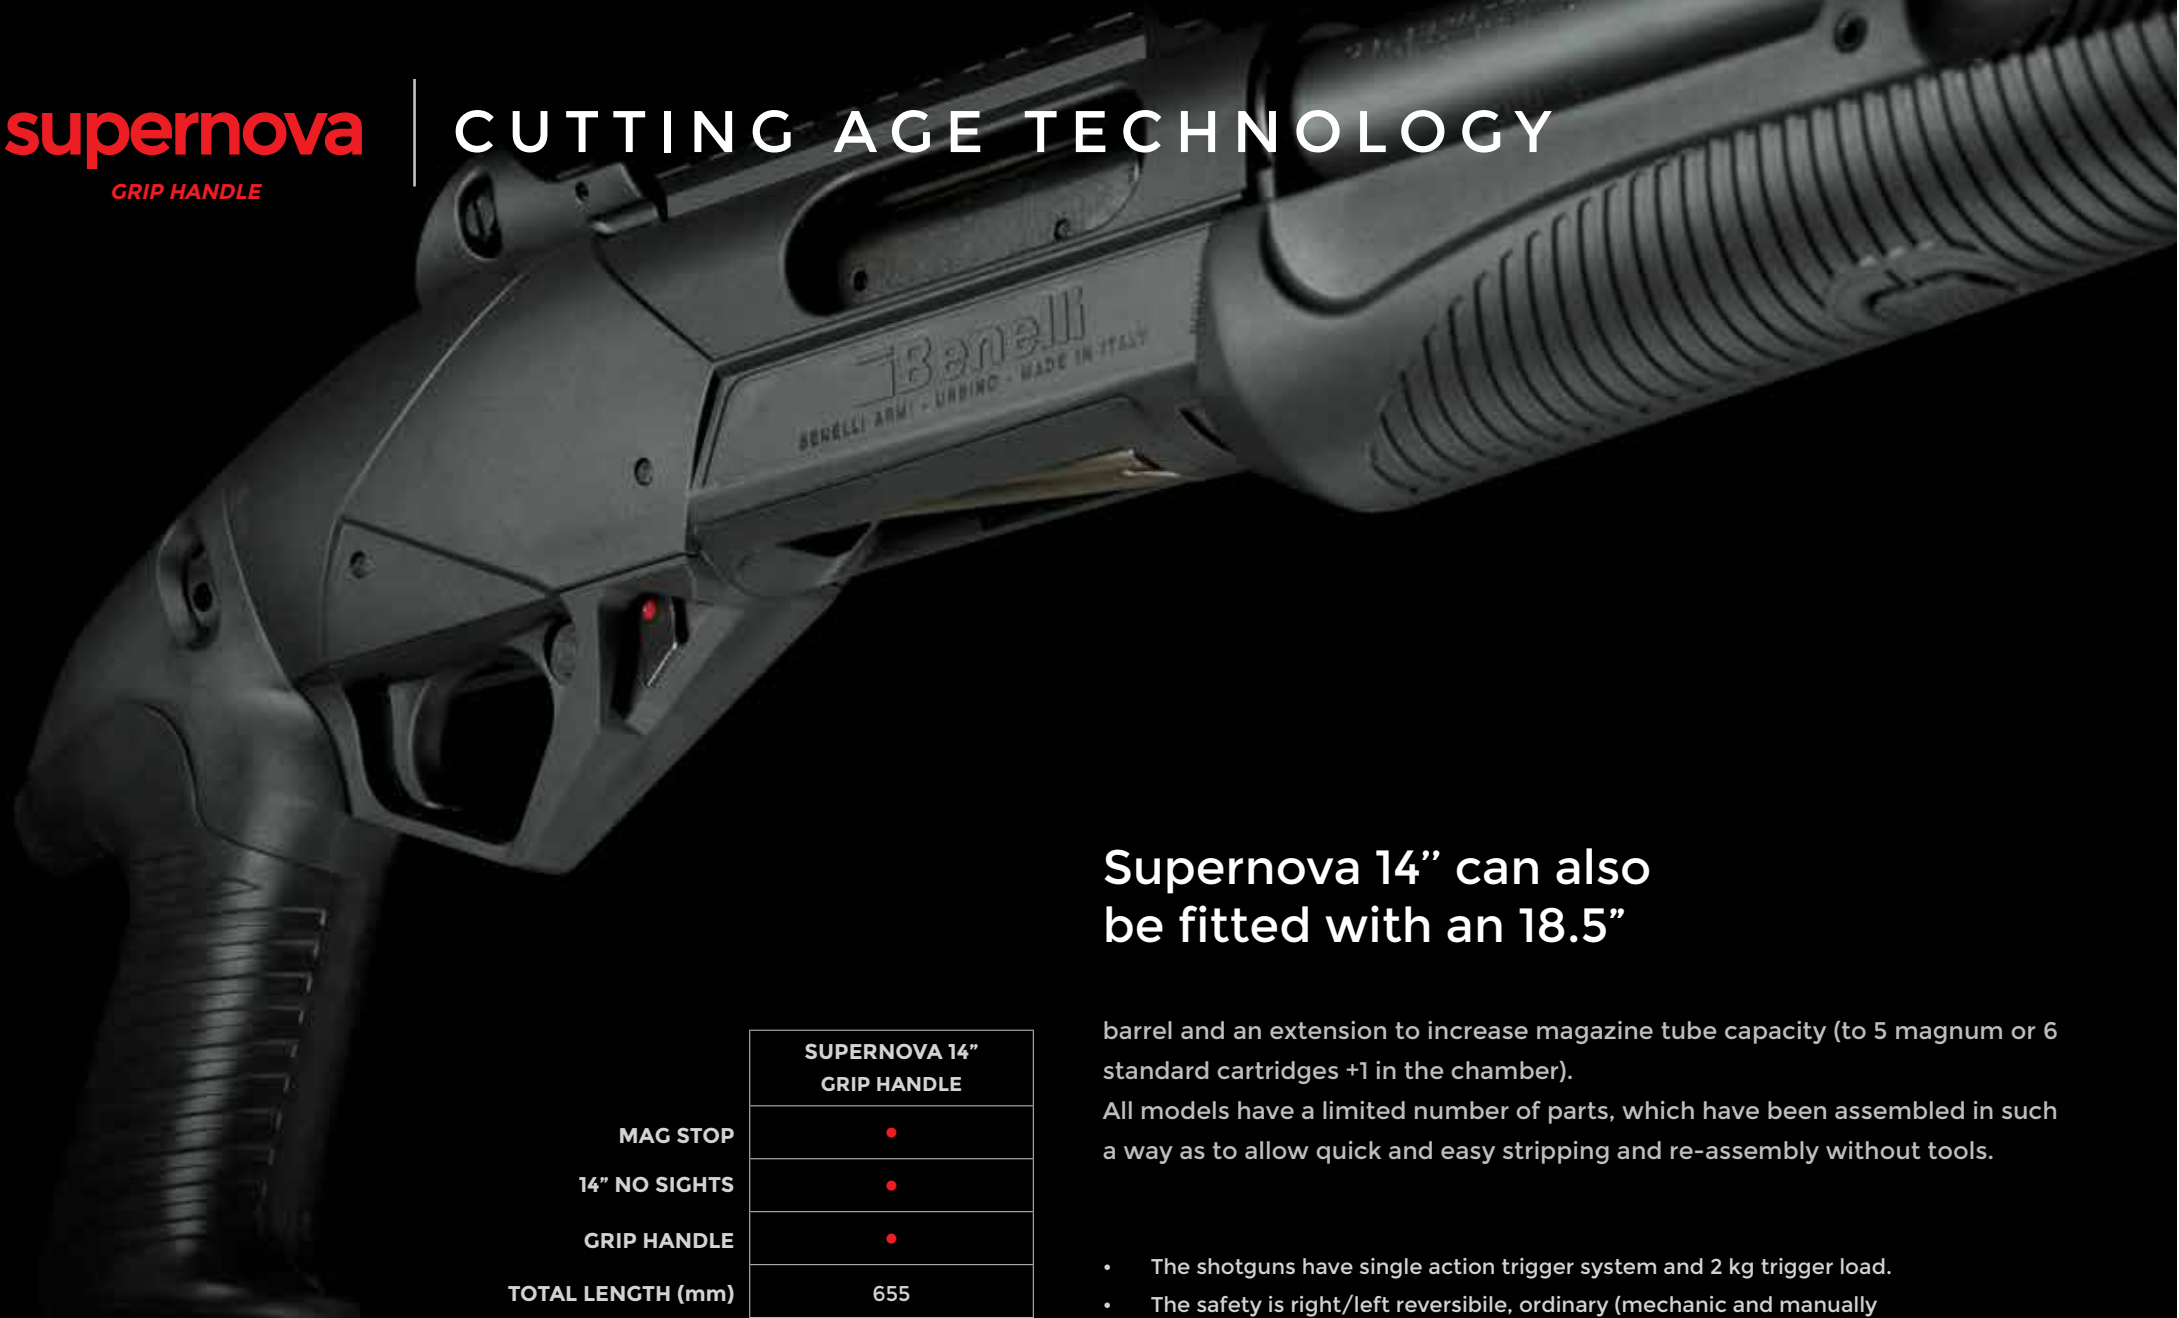 supernova
GRIP HANDLE
CUTTING AGE TECHNOLOGY
Benelli
BENELLI ARMI - URBINO - MADE IN ITALY
Supernova 14’’ can also
be fitted with an 18.5”
barrel and an extension to increase magazine tube capacity (to 5 magnum or 6
standard cartridges +1 in the chamber).
All models have a limited number of parts, which have been assembled in such
a way as to allow quick and easy stripping and re-assembly without tools.
• The shotguns have single action trigger system and 2 kg trigger load.
• The safety is right/left reversibile, ordinary (mechanic and manually
SUPERNOVA 14”
GRIP HANDLE
MAG STOP •
14” NO SIGHTS •
GRIP HANDLE •
TOTAL LENGTH (mm) 655